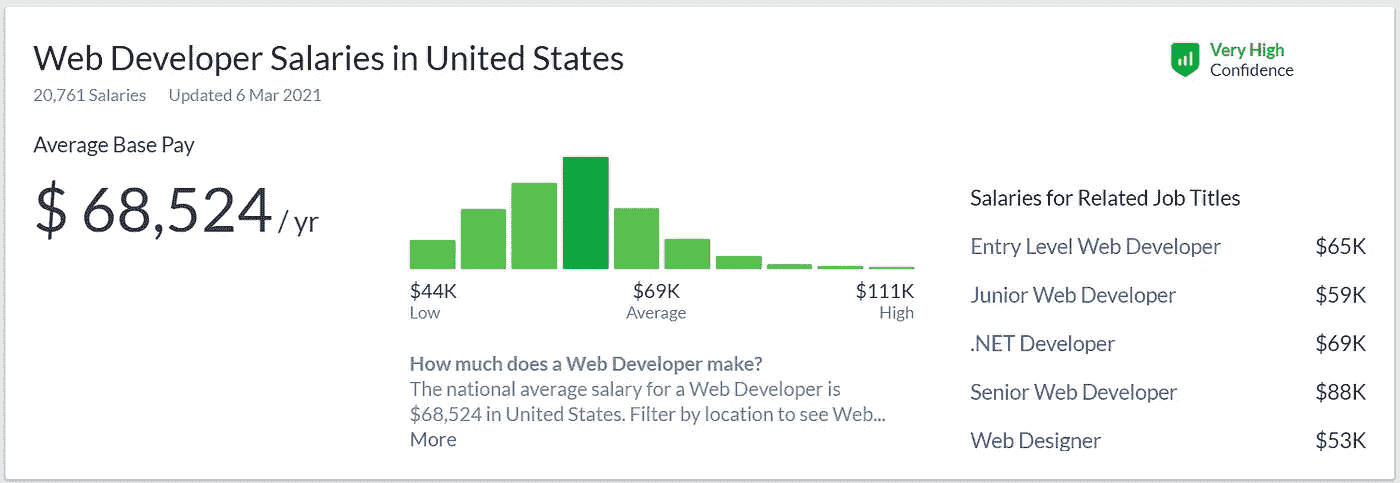 Web Developer Salaries in United States
20,761 Salaries Updated 6 Mar 2021
Very High
Confidence
Average Base Pay
$ 68,524 / yr
$44K
Low
$69K
Average
$111K
High
How much does a Web Developer make?
The national average salary for a Web Developer is
$68,524 in United States. Filter by location to see Web...
More
Salaries for Related Job Titles
Entry Level Web Developer $65K
Junior Web Developer $59K
.NET Developer $69K
Senior Web Developer $88K
Web Designer $53K